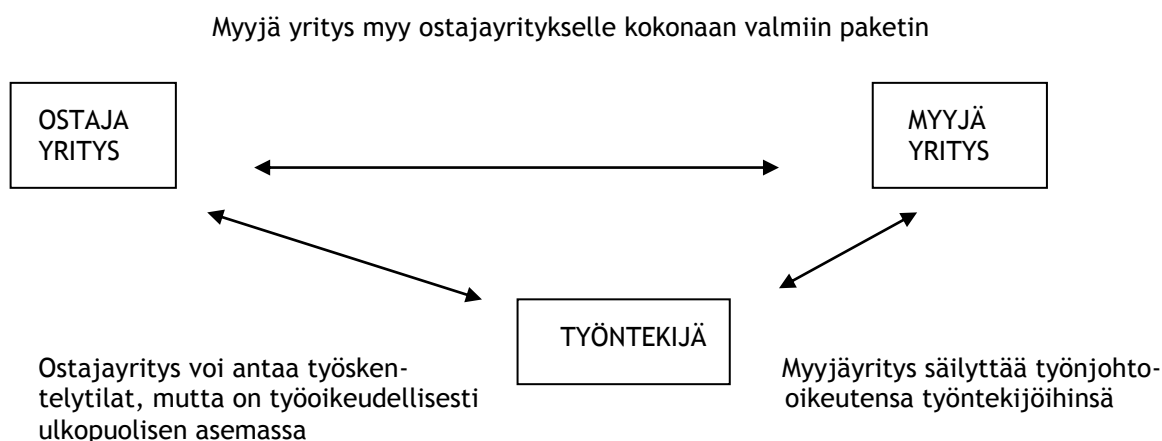 Myyjä yritys myy ostajayritykselle kokonaan valmiin paketin
OSTAJA
YRITYS
MYYJÄ
YRITYS
TYÖNTEKIJÄ
Ostajayritys voi antaa työsken-
telytilat, mutta on työoikeudellisesti
ulkopuolisen asemassa
Myyjäyritys säilyttää työnjohto-
oikeutensa työntekijöihinsä